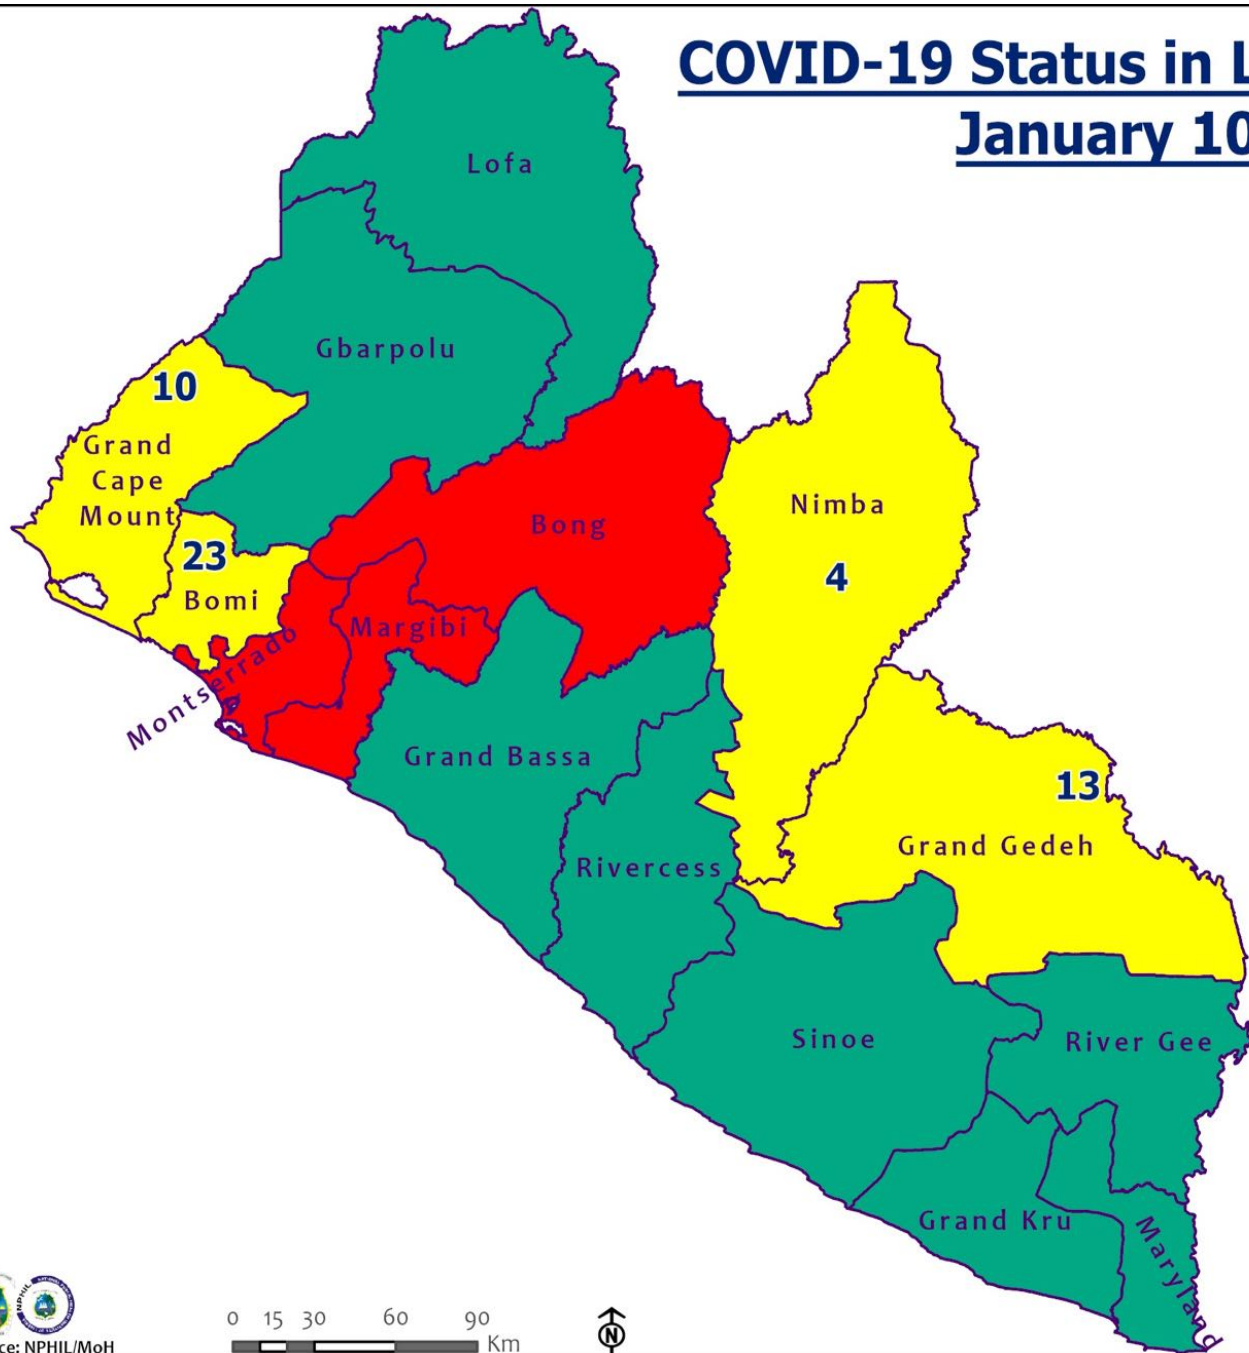 COVID-19 Status in L
January 10
Lofa
Gbarpolu
10
Grand
Cape
Mount
Bong
Nimba
23
4
Bomi
Margibi
Montserrado
Grand Bassa
13
Grand Gedeh
Rivercess
Sinoe
River Gee
Grand Kru
Maryland
NPHIL
0 15 30 60 90
Km
N
ce: NPHIL/MoH